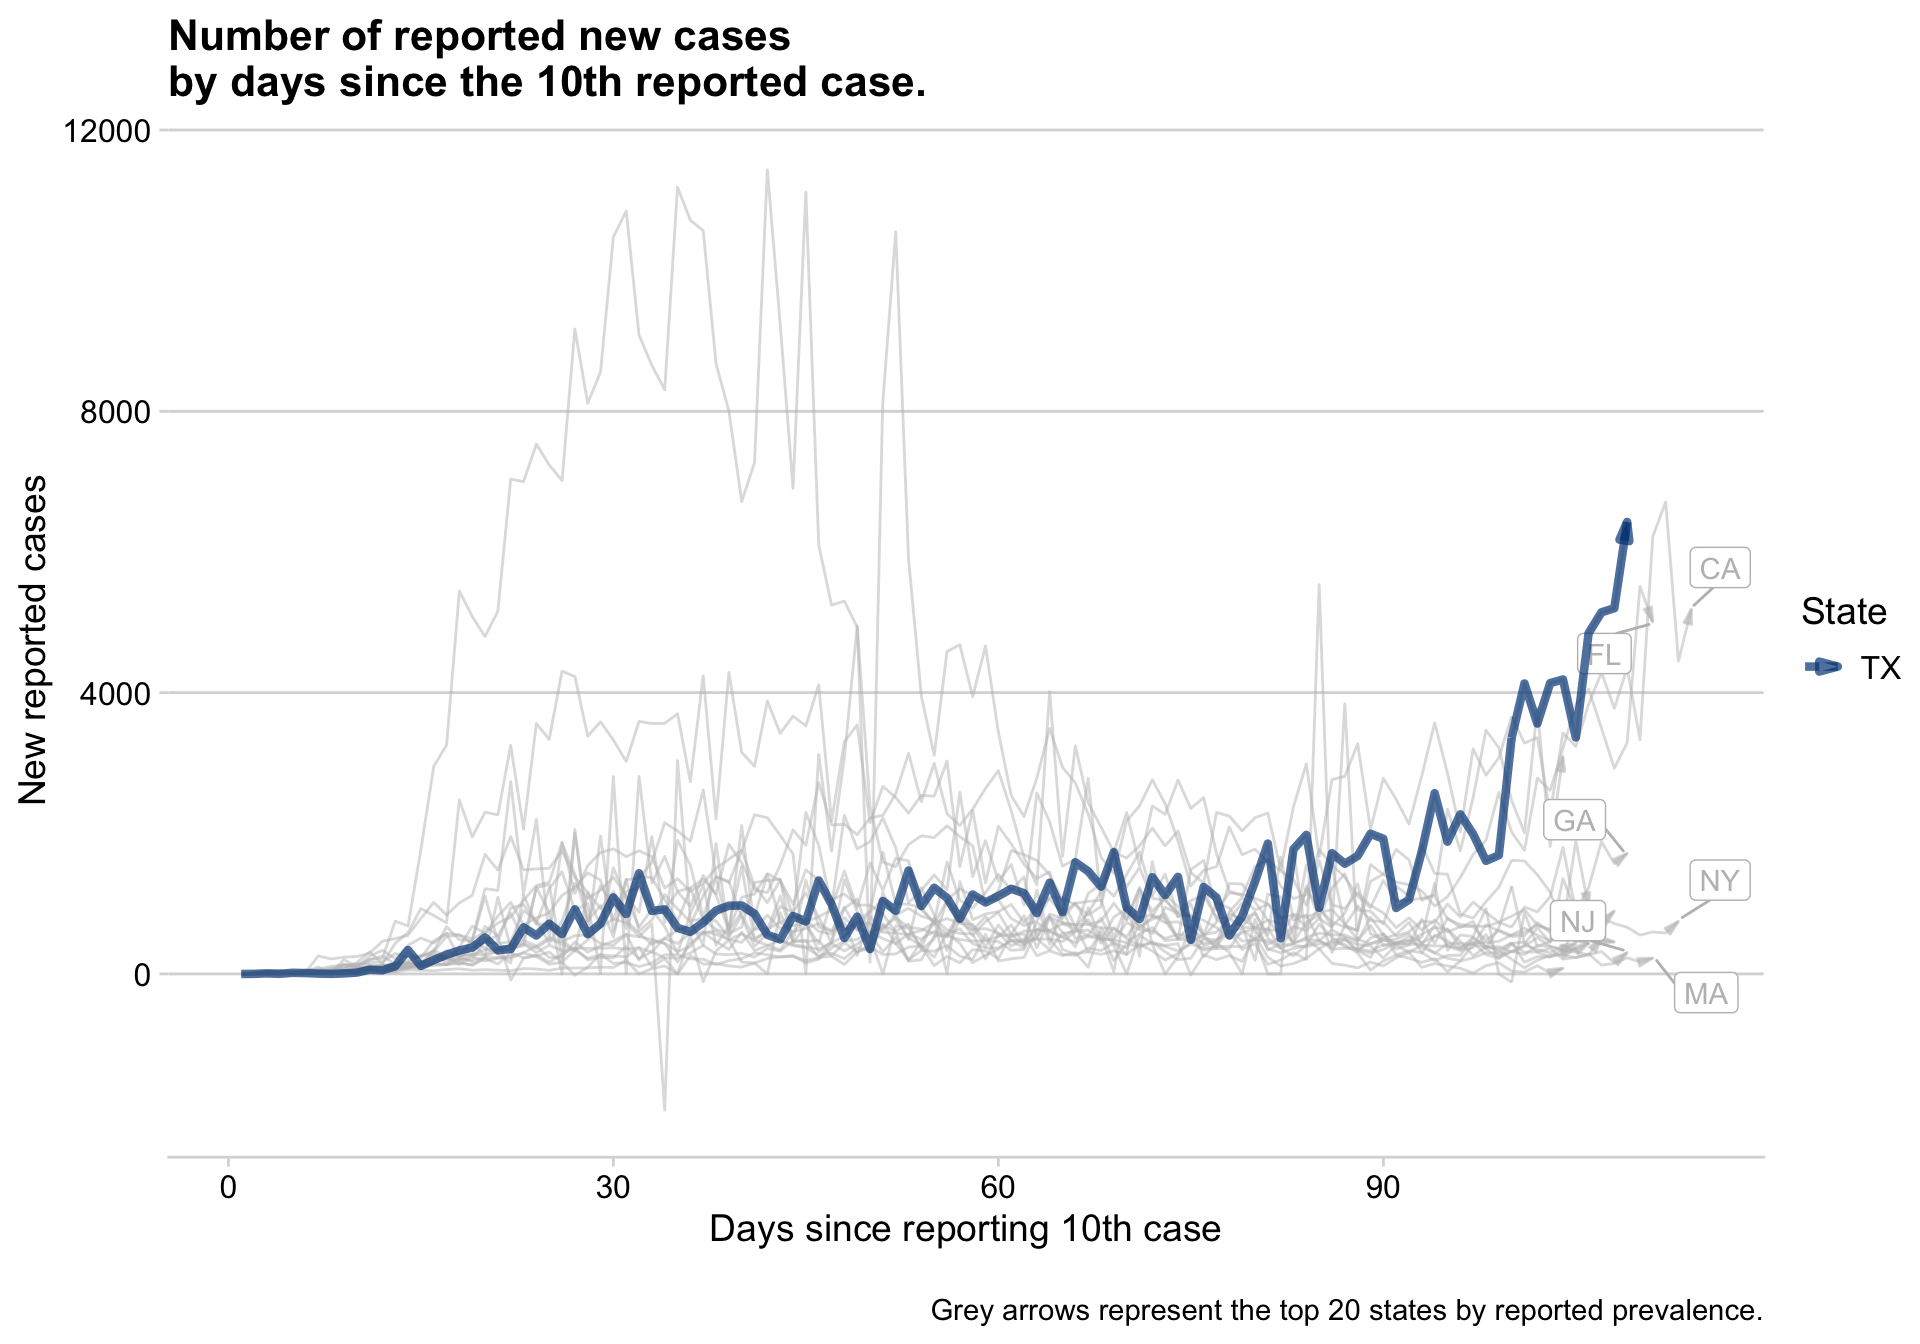 Number of reported new cases
by days since the 10th reported case.
12000
8000
4000
0
New reported cases
CA
FL
GA
NY
NJ
MA
State
TX
0
30
60
90
Days since reporting 10th case
Grey arrows represent the top 20 states by reported prevalence.